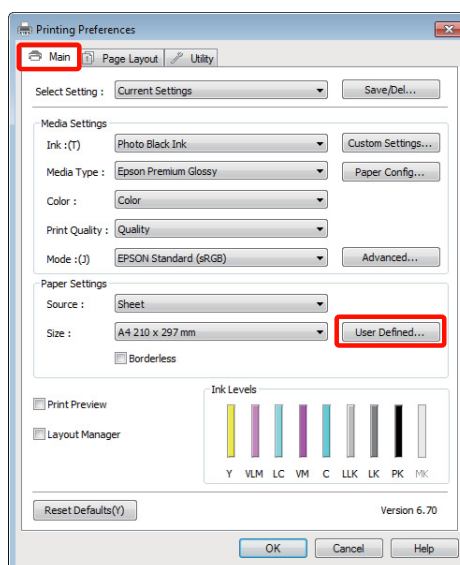 Printing Preferences
Main Page Layout Utility
Select Setting : Current Settings Save/Del...
Media Settings
Ink :(T) Photo Black Ink Custom Settings...
Media Type : Epson Premium Glossy Paper Config...
Color : Color
Print Quality : Quality
Mode :(J) EPSON Standard (sRGB) Advanced...
Paper Settings
Source : Sheet
Size : A4 210 x 297 mm User Defined...
Borderless
Ink Levels
Print Preview
Layout Manager
Y VLM LC VM C LLK LK PK MK
Reset Defaults(Y) Version 6.70
OK Cancel Help